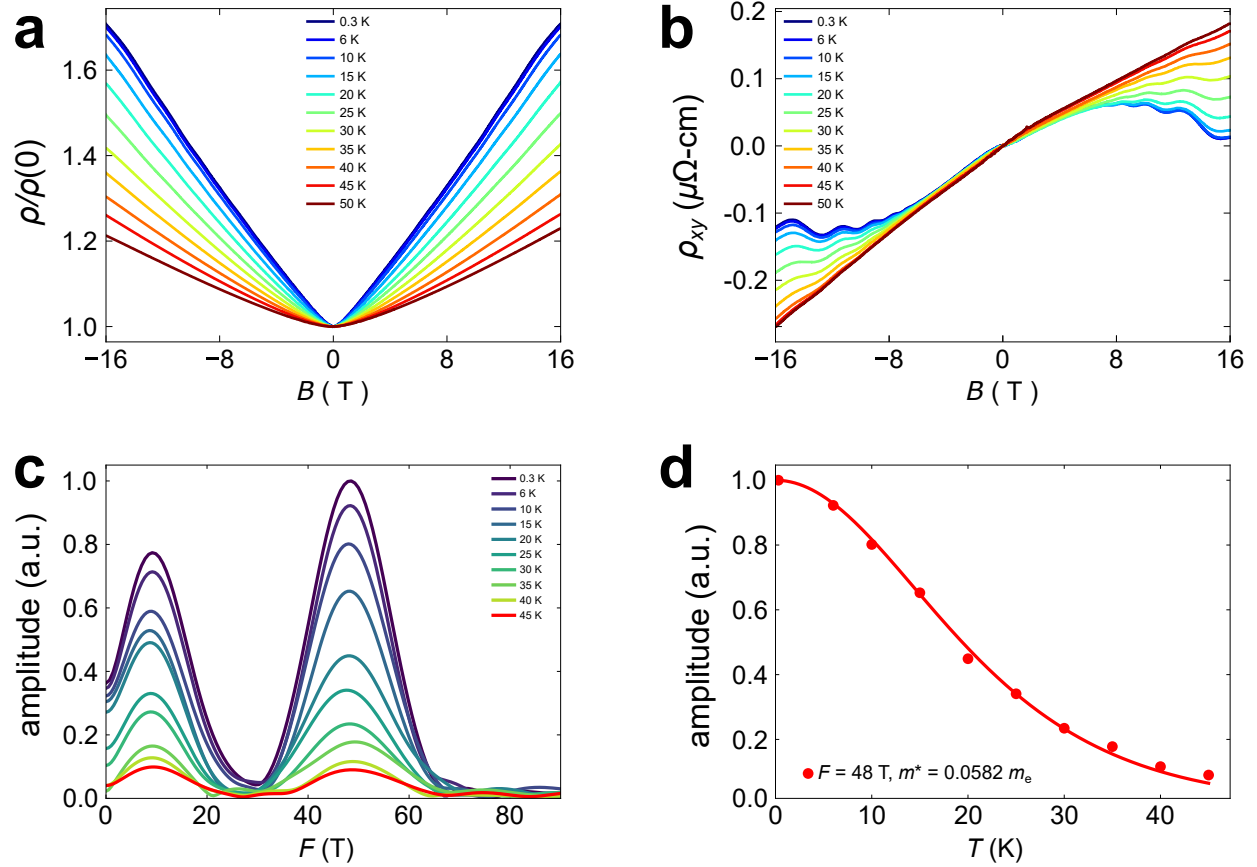 a
ρ/ρ(0)
1.6
1.4
1.2
1.0
0.3 K
6 K
10 K
15 K
20 K
25 K
30 K
35 K
40 K
45 K
50 K
−16
−8
0
8
16
B ( T )
b
ρxy (μΩ-cm)
0.2
0.1
0.0
-0.1
-0.2
0.3 K
6 K
10 K
15 K
20 K
25 K
30 K
35 K
40 K
45 K
50 K
−16
−8
0
8
16
B ( T )
c
amplitude (a.u.)
1.0
0.8
0.6
0.4
0.2
0.0
0.3 K
6 K
10 K
15 K
20 K
25 K
30 K
35 K
40 K
45 K
0
20
40
60
80
F (T)
d
amplitude (a.u.)
1.0
0.8
0.6
0.4
0.2
0.0
F = 48 T, m* = 0.0582 me
0
10
20
30
40
T (K)